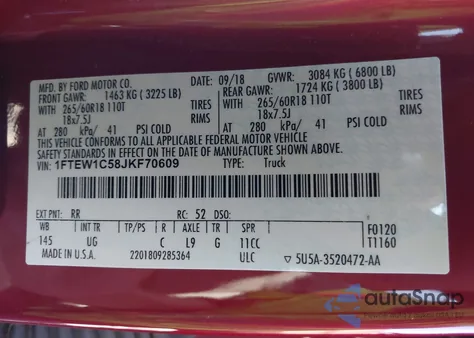 MFD. BY FORD MOTOR CO.
09/18 GVWR: 3084 KG ( 6800 LB)
FRONT GAWR: 1463 KG ( 3225 LB)
REAR GAWR: 1724 KG ( 3800 LB)
265/60R18 110T TIRES 265/60R18 110T TIRES
18x7.5J RIMS 18x7.5J RIMS
AT 280 kPa/ 41 PSI COLD AT 280 kPa/ 41 PSI COLD
THIS VEHICLE CONFORMS TO ALL APPLICABLE FEDERAL MOTOR VEHICLE
SAFETY, BUMPER, AND THEFT PREVENTION STANDARDS IN EFFECT ON
THE DATE OF MANUFACTURE SHOWN ABOVE.
VIN: 1FTEW1C58JKF70609 TYPE: Truck
EXT PNT: RR RC: 52 DSO:
WB INT TR TP/PS R AXLE TR SPR
F0120
145 UG C L9 G 11CC
T1160
MADE IN U.S.A. 2201809285364 ULC 5U5A-3520472-AA
autoSnap